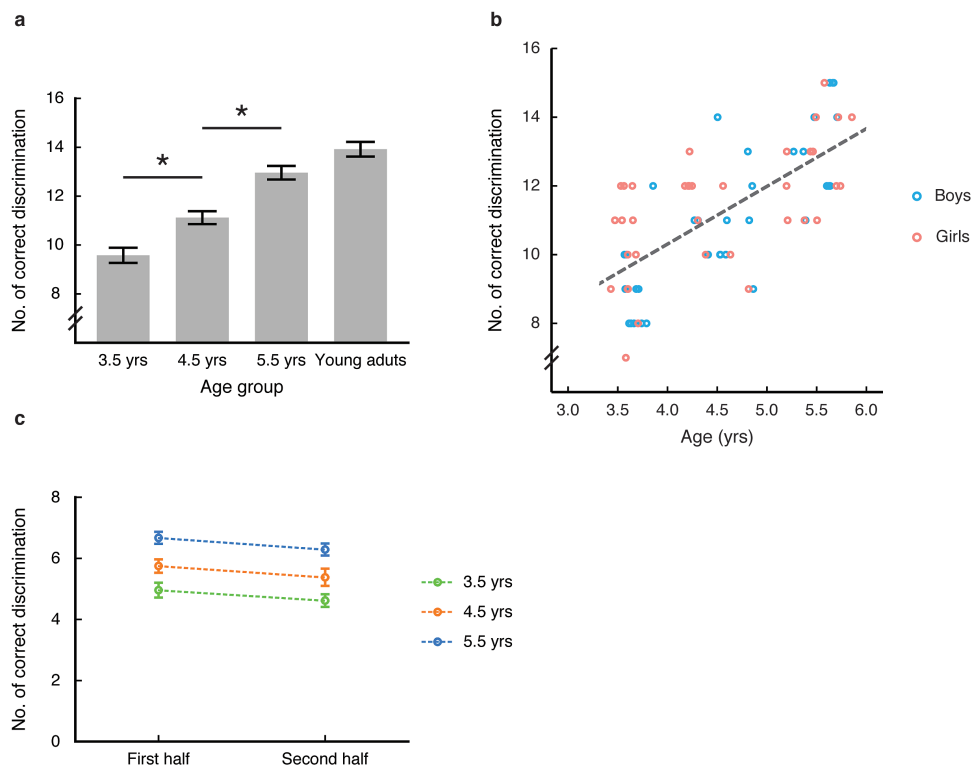 a
No. of correct discrimination
16
14
12
10
8
*
*
3.5 yrs
4.5 yrs
5.5 yrs
Young aduts
Age group
b
No. of correct discrimination
16
14
12
10
8
3.0
3.5
4.0
4.5
5.0
5.5
6.0
Age (yrs)
Boys
Girls
c
No. of correct discrimination
8
6
4
2
0
First half
Second half
3.5 yrs
4.5 yrs
5.5 yrs